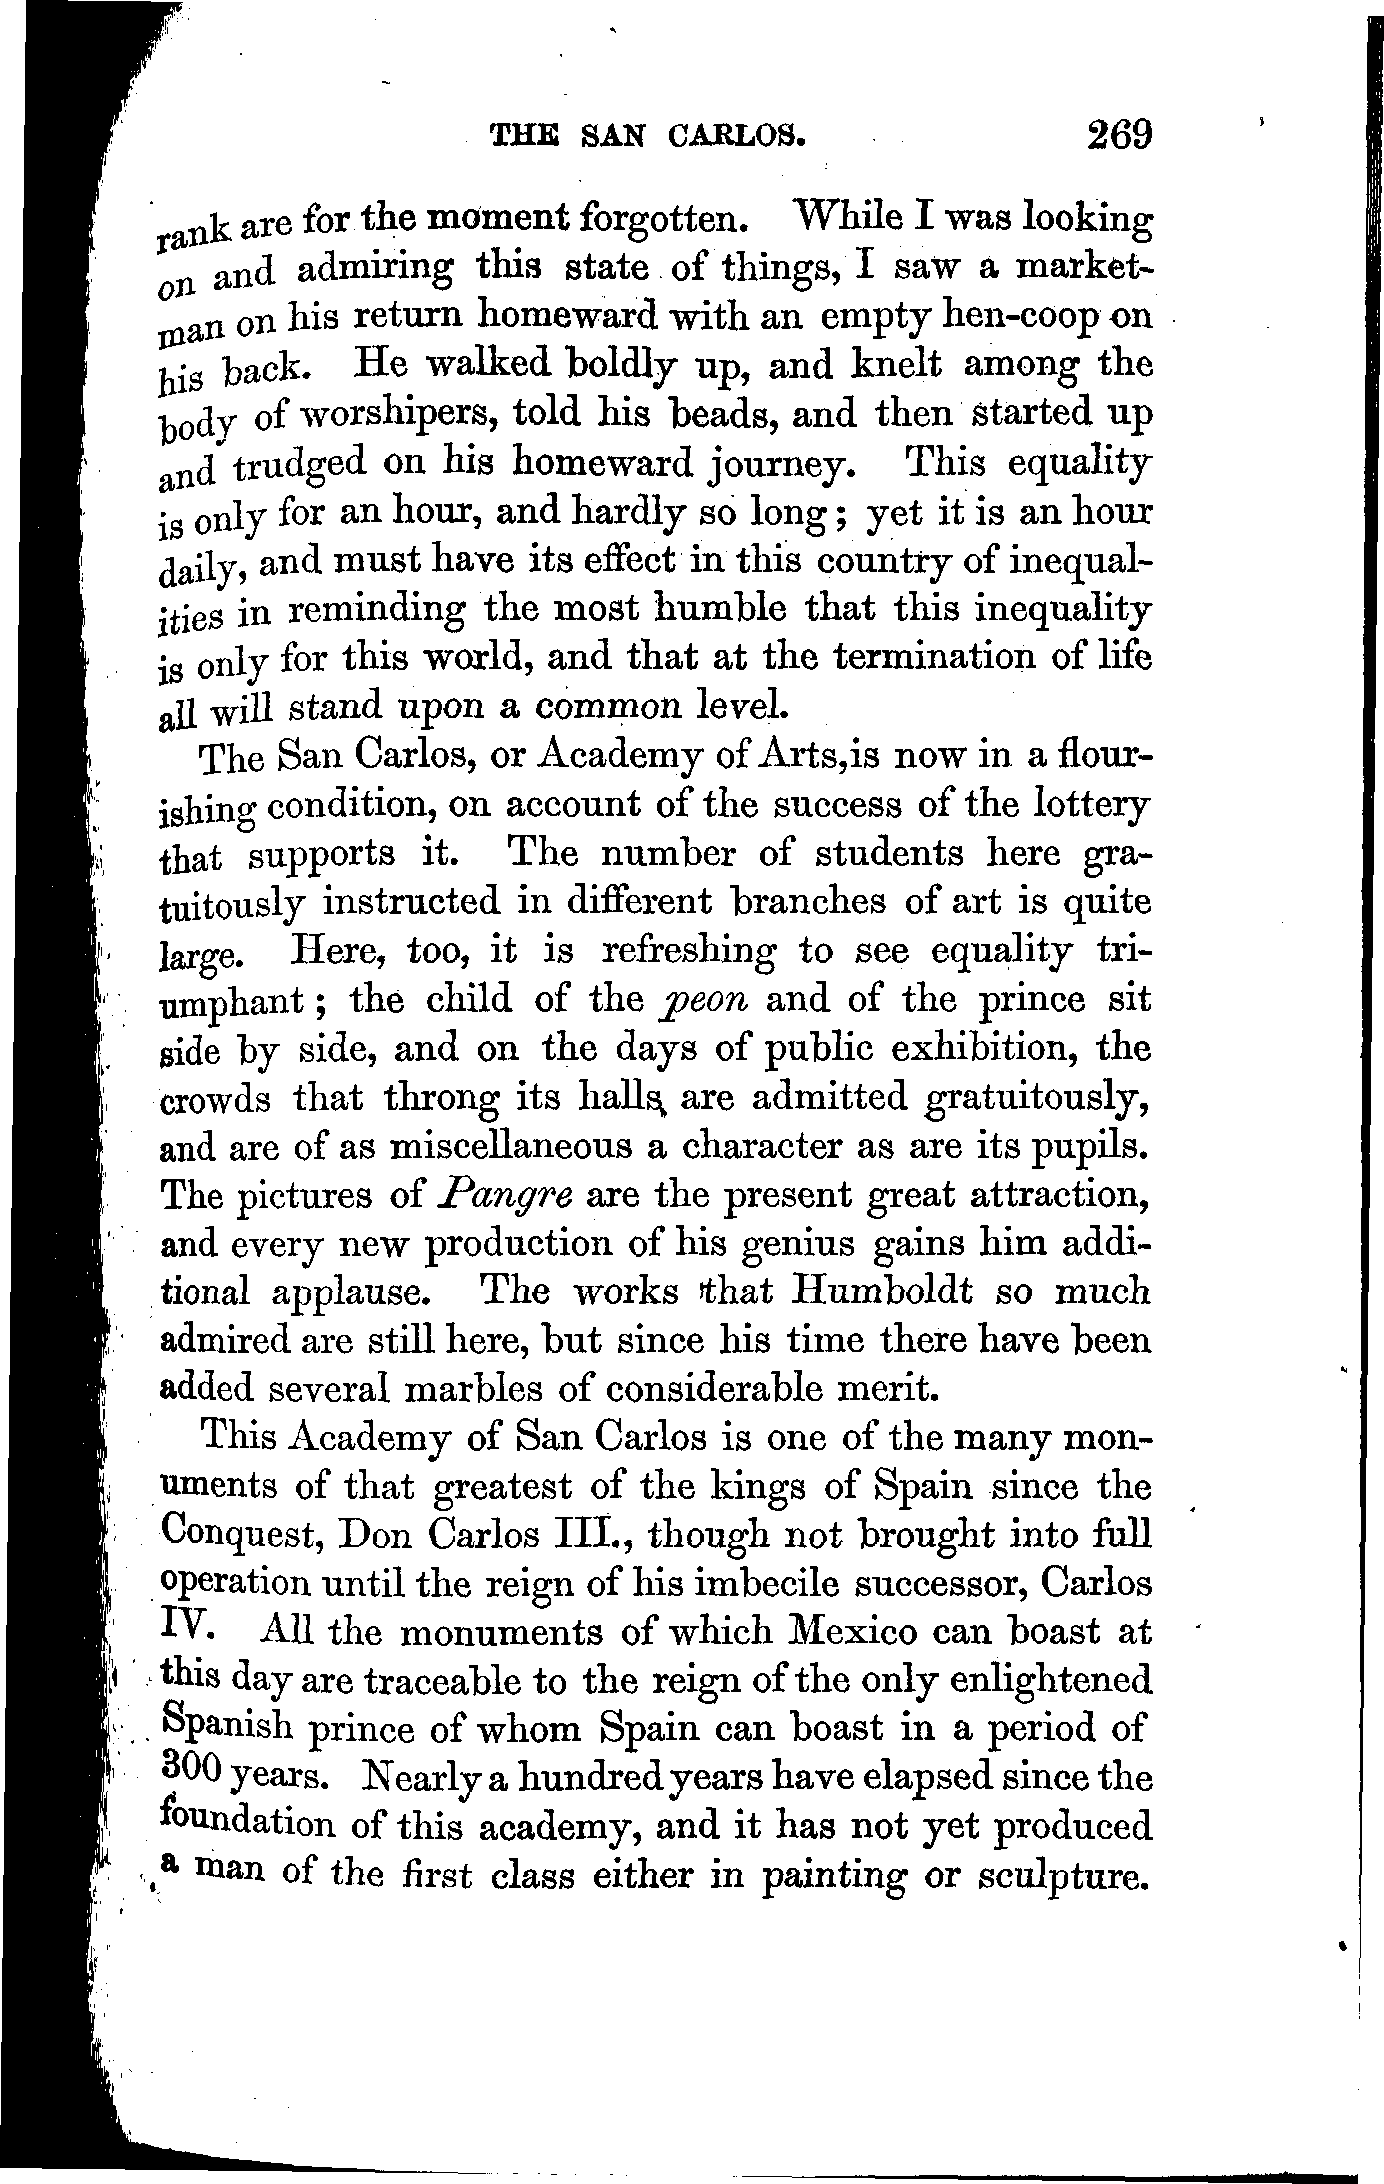 THE SAN CARLOS. 269
rank are for the moment forgotten. While I was looking
on and admiring this state of things, I saw a market-
man on his return homeward with an empty hen-coop on
his back. He walked boldly up, and knelt among the
body of worshipers, told his beads, and then started up
and trudged on his homeward journey. This equality
is only for an hour, and hardly so long; yet it is an hour
daily, and must have its effect in this country of inequal-
ities in reminding the most humble that this inequality
is only for this world, and that at the termination of life
all will stand upon a common level.
The San Carlos, or Academy of Arts,is now in a flour-
ishing condition, on account of the success of the lottery
that supports it. The number of students here gra-
tuitously instructed in different branches of art is quite
large. Here, too, it is refreshing to see equality tri-
umphant; the child of the peon and of the prince sit
side by side, and on the days of public exhibition, the
crowds that throng its halls, are admitted gratuitously,
and are of as miscellaneous a character as are its pupils.
The pictures of Pangre are the present great attraction,
and every new production of his genius gains him addi-
tional applause. The works that Humboldt so much
admired are still here, but since his time there have been
added several marbles of considerable merit.
This Academy of San Carlos is one of the many mon-
uments of that greatest of the kings of Spain since the
Conquest, Don Carlos III., though not brought into full
operation until the reign of his imbecile successor, Carlos
IV. All the monuments of which Mexico can boast at
this day are traceable to the reign of the only enlightened
Spanish prince of whom Spain can boast in a period of
300 years. Nearly a hundred years have elapsed since the
foundation of this academy, and it has not yet produced
a man of the first class either in painting or sculpture.